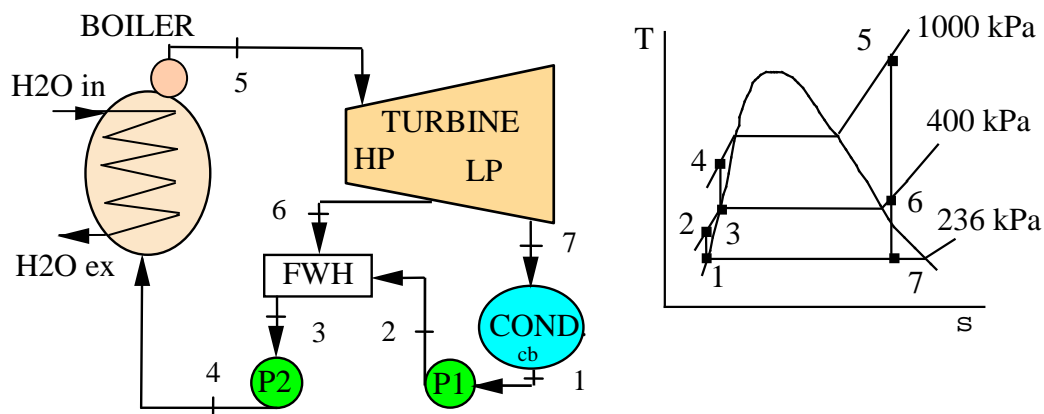 BOILER
H2O in
H2O ex
5
TURBINE
HP
LP
6
7
FWH
COND.
cb
3
2
1
P2
P1
4
T
5
1000 kPa
400 kPa
4
6
2
3
236 kPa
1
7
s